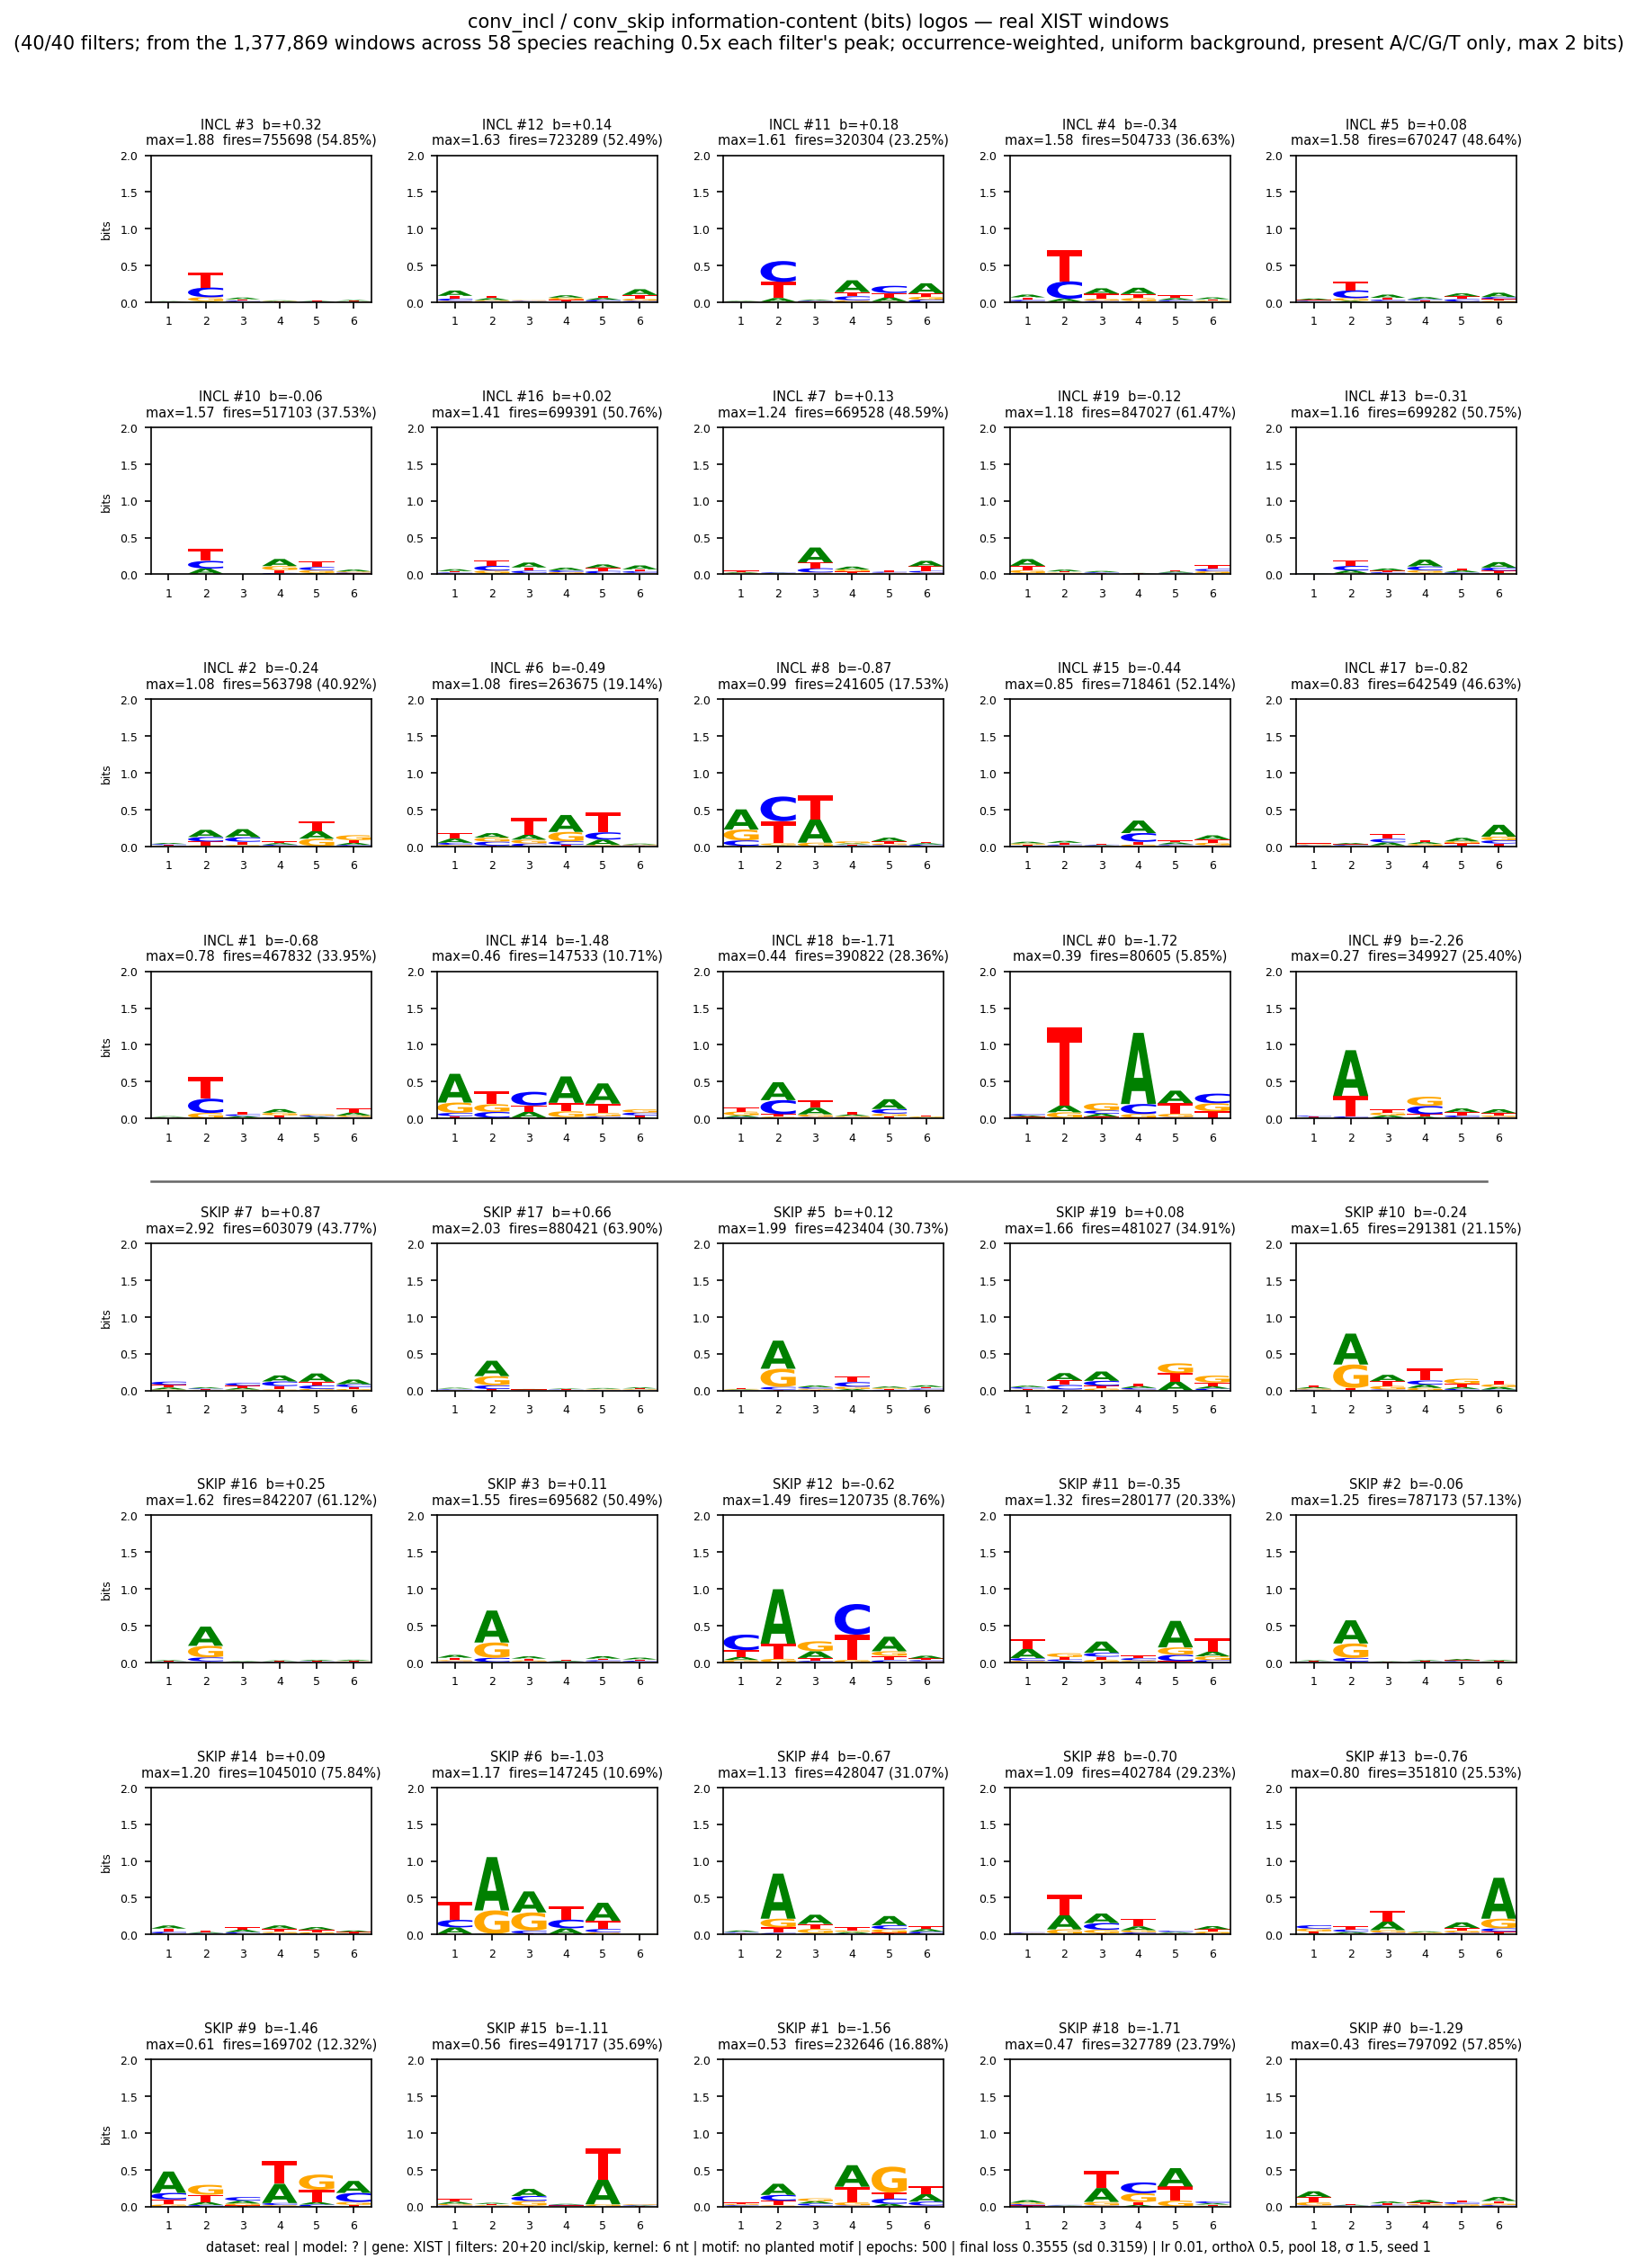 conv_incl / conv_skip information-content (bits) logos — real XIST windows
(40/40 filters; from the 1,377,869 windows across 58 species reaching 0.5x each filter's peak; occurrence-weighted, uniform background, present A/C/G/T only, max 2 bits)
INCL #3 b=+0.32
max=1.88 fires=755698 (54.85%)
INCL #12 b=+0.14
max=1.63 fires=723289 (52.49%)
INCL #11 b=+0.18
max=1.61 fires=320304 (23.25%)
INCL #4 b=-0.34
max=1.58 fires=504733 (36.63%)
INCL #5 b=+0.08
max=1.58 fires=670247 (48.64%)
INCL #10 b=-0.06
max=1.57 fires=517103 (37.53%)
INCL #16 b=+0.02
max=1.41 fires=699391 (50.76%)
INCL #7 b=+0.13
max=1.24 fires=669528 (48.59%)
INCL #19 b=-0.12
max=1.18 fires=847027 (61.47%)
INCL #13 b=-0.31
max=1.16 fires=699282 (50.75%)
INCL #2 b=-0.24
max=1.08 fires=563798 (40.92%)
INCL #6 b=-0.49
max=1.08 fires=263675 (19.14%)
INCL #8 b=-0.87
max=0.99 fires=241605 (17.53%)
INCL #15 b=-0.44
max=0.85 fires=718461 (52.14%)
INCL #17 b=-0.82
max=0.83 fires=642549 (46.63%)
INCL #1 b=-0.68
max=0.78 fires=467832 (33.95%)
INCL #14 b=-1.48
max=0.46 fires=147533 (10.71%)
INCL #18 b=-1.71
max=0.44 fires=390822 (28.36%)
INCL #0 b=-1.72
max=0.39 fires=80605 (5.85%)
INCL #9 b=-2.26
max=0.27 fires=349927 (25.40%)
SKIP #7 b=+0.87
max=2.92 fires=603079 (43.77%)
SKIP #17 b=+0.66
max=2.03 fires=880421 (63.90%)
SKIP #5 b=+0.12
max=1.99 fires=423404 (30.73%)
SKIP #19 b=+0.08
max=1.66 fires=481027 (34.91%)
SKIP #10 b=-0.24
max=1.65 fires=291381 (21.15%)
SKIP #16 b=+0.25
max=1.62 fires=842207 (61.12%)
SKIP #3 b=+0.11
max=1.55 fires=695682 (50.49%)
SKIP #12 b=-0.62
max=1.49 fires=120735 (8.76%)
SKIP #11 b=-0.35
max=1.32 fires=280177 (20.33%)
SKIP #2 b=-0.06
max=1.25 fires=787173 (57.13%)
SKIP #14 b=+0.09
max=1.20 fires=1045010 (75.84%)
SKIP #6 b=-1.03
max=1.17 fires=147245 (10.69%)
SKIP #4 b=-0.67
max=1.13 fires=428047 (31.07%)
SKIP #8 b=-0.70
max=1.09 fires=402784 (29.23%)
SKIP #13 b=-0.76
max=0.80 fires=351810 (25.53%)
SKIP #9 b=-1.46
max=0.61 fires=169702 (12.32%)
SKIP #15 b=-1.11
max=0.56 fires=491717 (35.69%)
SKIP #1 b=-1.56
max=0.53 fires=232646 (16.88%)
SKIP #18 b=-1.71
max=0.47 fires=327789 (23.79%)
SKIP #0 b=-1.29
max=0.43 fires=797092 (57.85%)
dataset: real | model: ? | gene: XIST | filters: 20+20 incl/skip, kernel: 6 nt | motif: no planted motif | epochs: 500 | final loss 0.3555 (sd 0.3159) | lr 0.01, orthoλ 0.5, pool 18, σ 1.5, seed 1